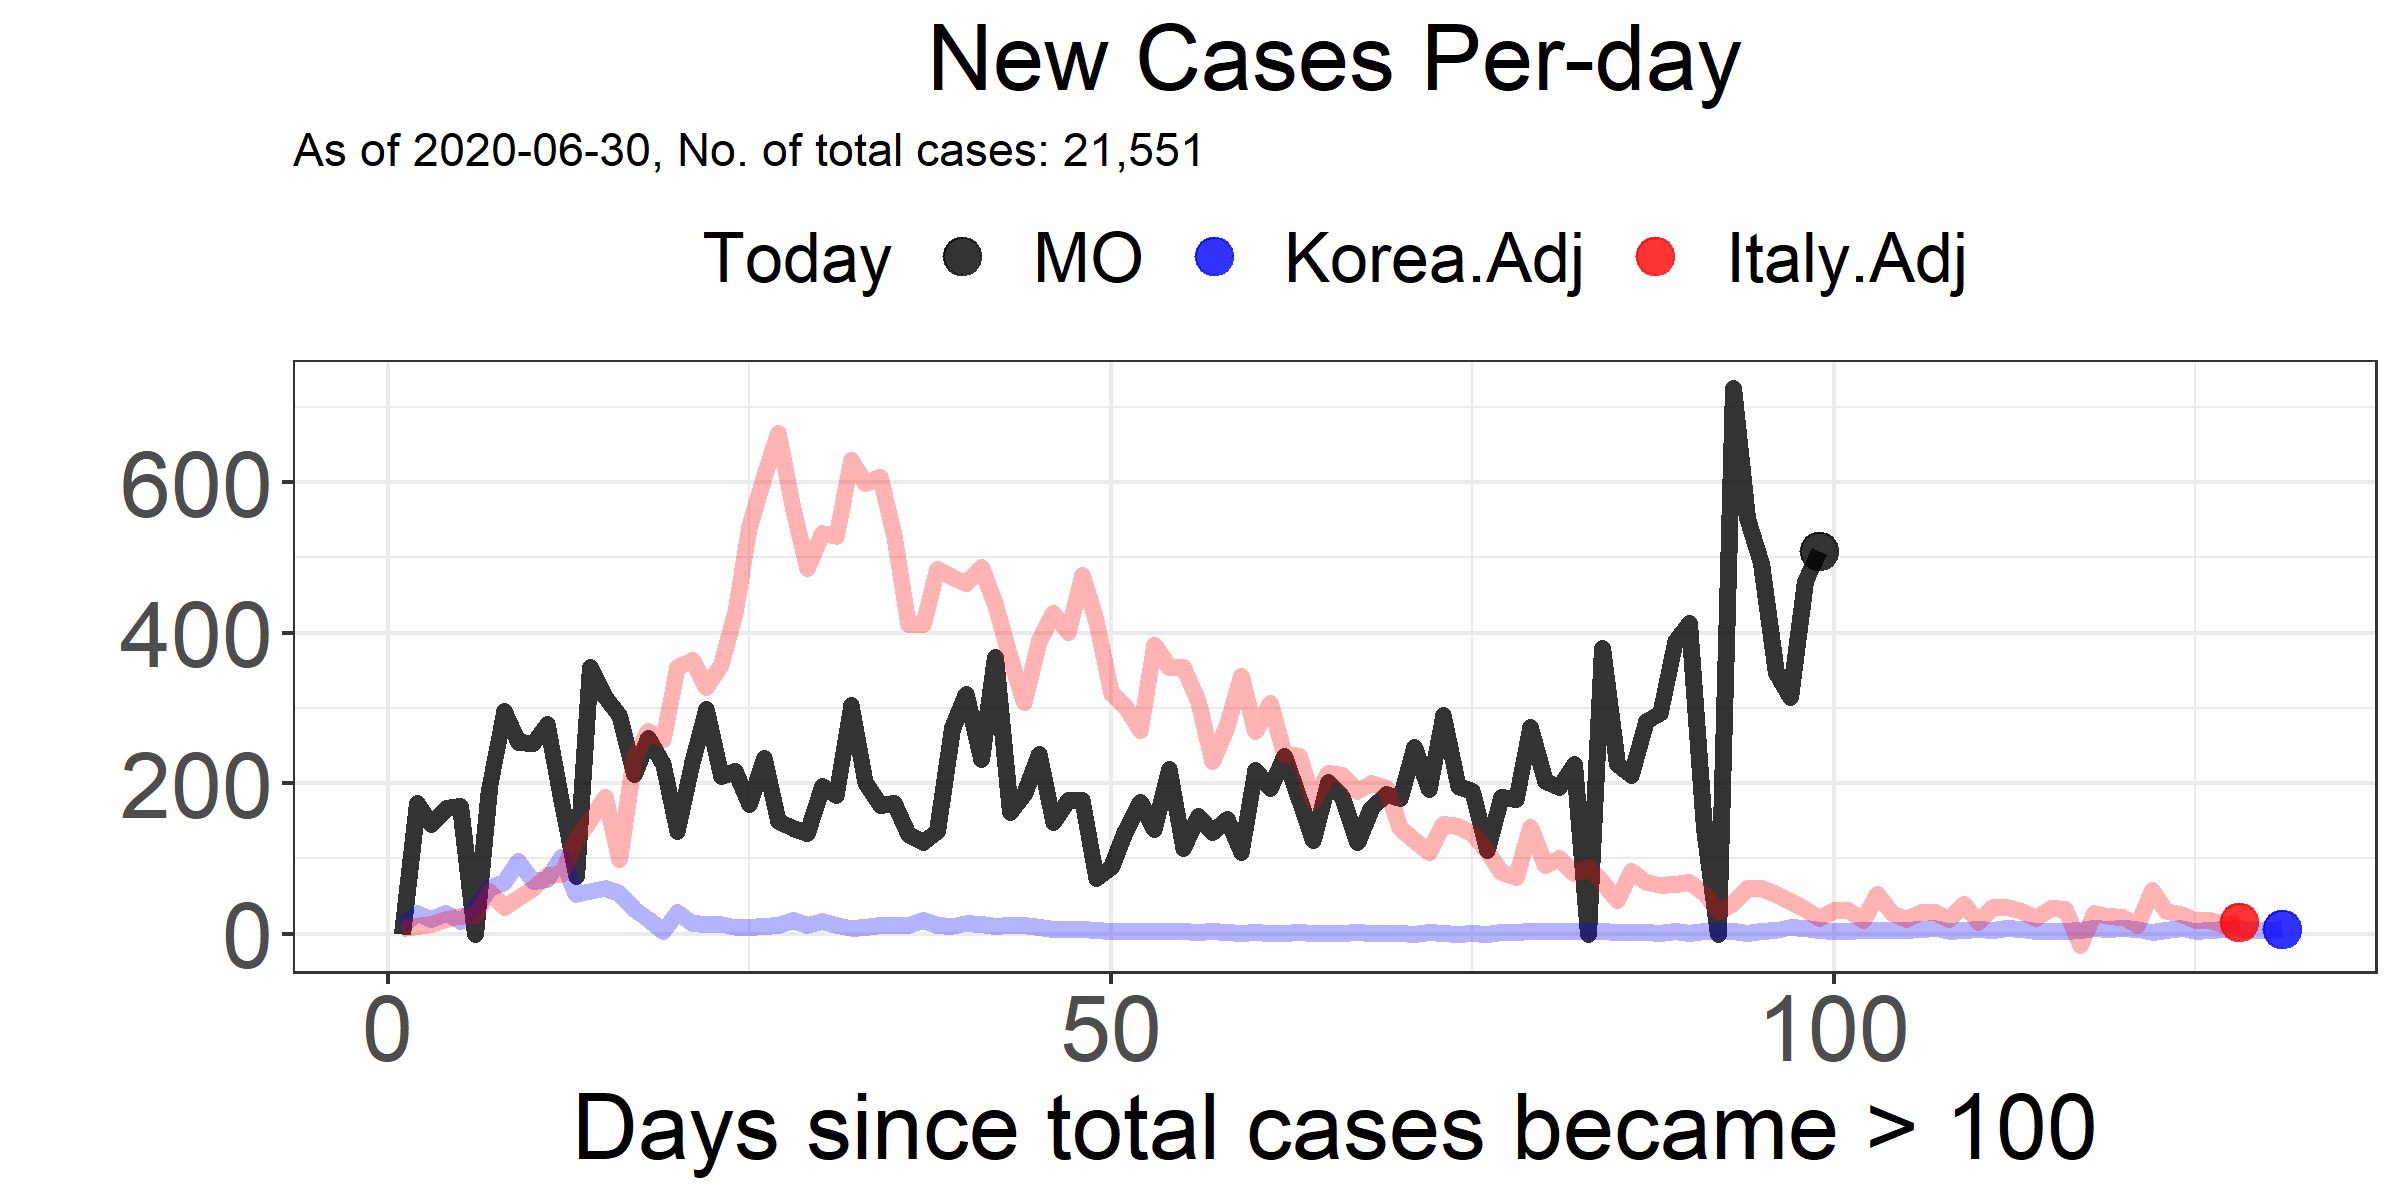 New Cases Per-day
As of 2020-06-30, No. of total cases: 21,551
Today MO Korea.Adj Italy.Adj
600
400
200
0
0 50 100
Days since total cases became > 100